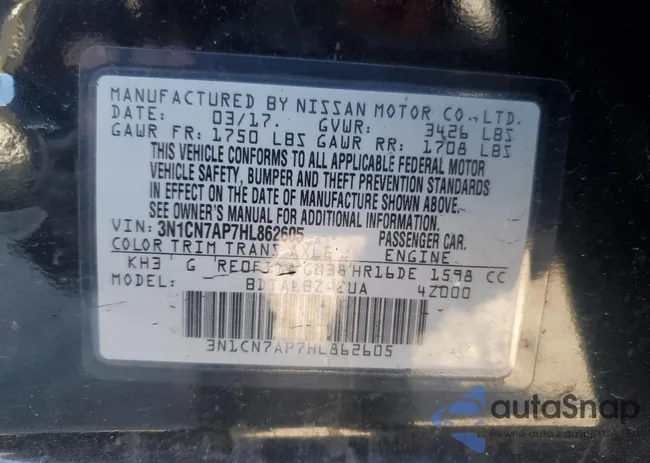 MANUFACTURED BY NISSAN MOTOR CO.,LTD.
DATE: 03/17. GVWR: 3426 LBS
GAWR FR: 1750 LBS GAWR RR: 1708 LBS
THIS VEHICLE CONFORMS TO ALL APPLICABLE FEDERAL MOTOR
VEHICLE SAFETY, BUMPER AND THEFT PREVENTION STANDARDS
IN EFFECT ON THE DATE OF MANUFACTURE SHOWN ABOVE.
SEE OWNER'S MANUAL FOR ADDITIONAL INFORMATION.
VIN: 3N1CN7AP7HL862605 PASSENGER CAR.
COLOR TRIM TRANS AXLE ENGINE
KH3 G HR16DE 1598 CC
MODEL: 4Z000
3N1CN7AP7HL862605
autoSnap